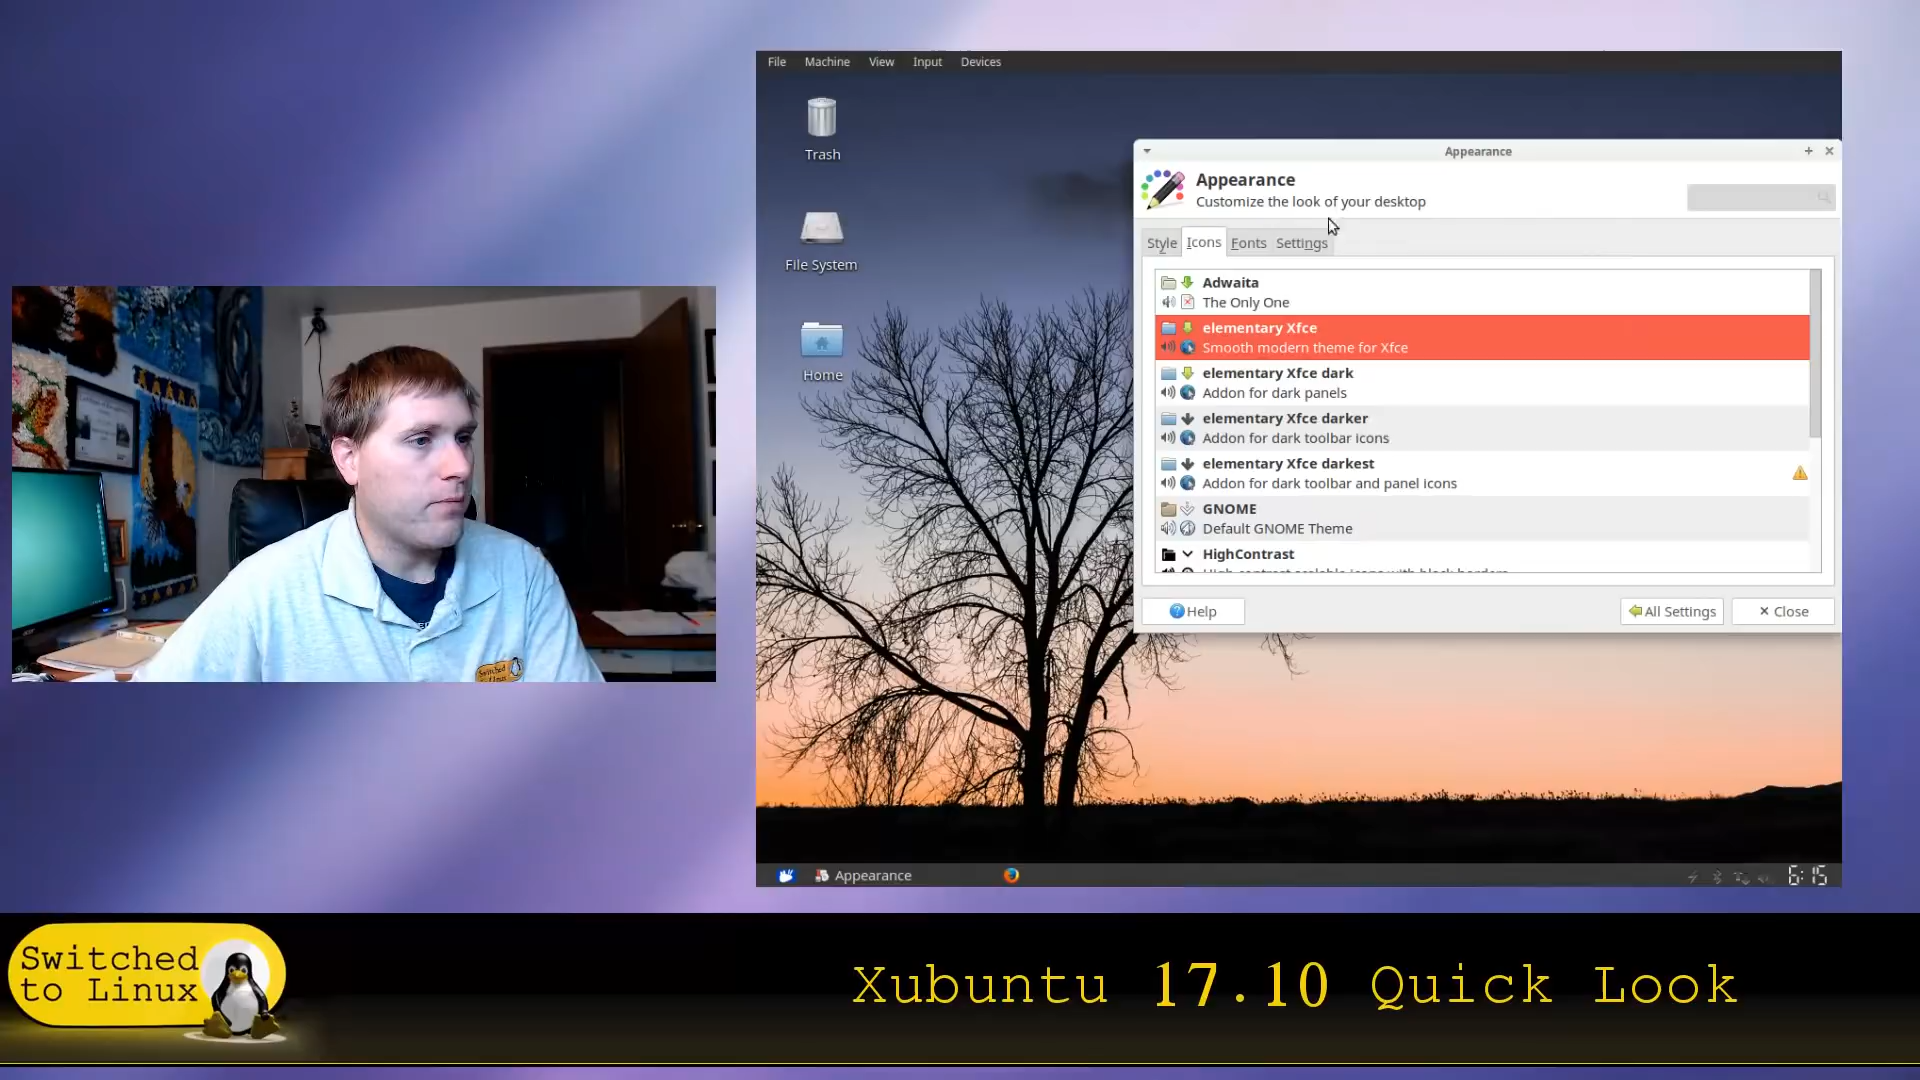 File Machine View Input Devices
Trash
File System
Home
Appearance
Appearance
Customize the look of your desktop
Style Icons Fonts Settings
Adwaita
The Only One
elementary Xfce
Smooth modern theme for Xfce
elementary Xfce dark
Addon for dark panels
elementary Xfce darker
Addon for dark toolbar icons
elementary Xfce darkest
Addon for dark toolbar and panel icons
GNOME
Default GNOME Theme
HighContrast
Help
All Settings
Close
Appearance
6:15
Switched
to Linux
Xubuntu 17.10 Quick Look